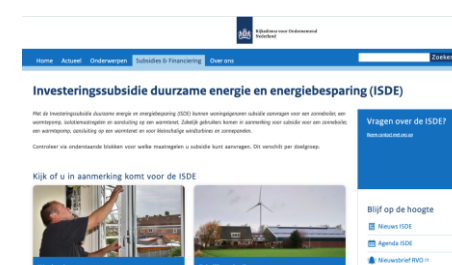 Rijksdienst voor Ondernemend
Nederland
Home Actueel Onderwerpen Subsidies & Financiering Over ons
Zoeken
Investeringssubsidie duurzame energie en energiebesparing (ISDE)
Met de Investeringssubsidie duurzame energie en energiebesparing (ISDE) kunnen woningeigenaren subsidie aanvragen voor een zonneboiler, een
warmtepomp, isolatiemaatregelen en aansluiting op een warmtenet. Zakelijk gebruikers komen in aanmerking voor subsidie voor een zonneboiler,
een warmtepomp, aansluiting op een warmtenet en voor kleinschalige windturbines en zonnepanelen.
Controleer via onderstaande blokken voor welke maatregelen u subsidie kunt aanvragen. Dit verschilt per doelgroep.
Vragen over de ISDE?
Neem contact met ons op
Kijk of u in aanmerking komt voor de ISDE
Blijf op de hoogte
Nieuws ISDE
Agenda ISDE
Nieuwsbrief RVO